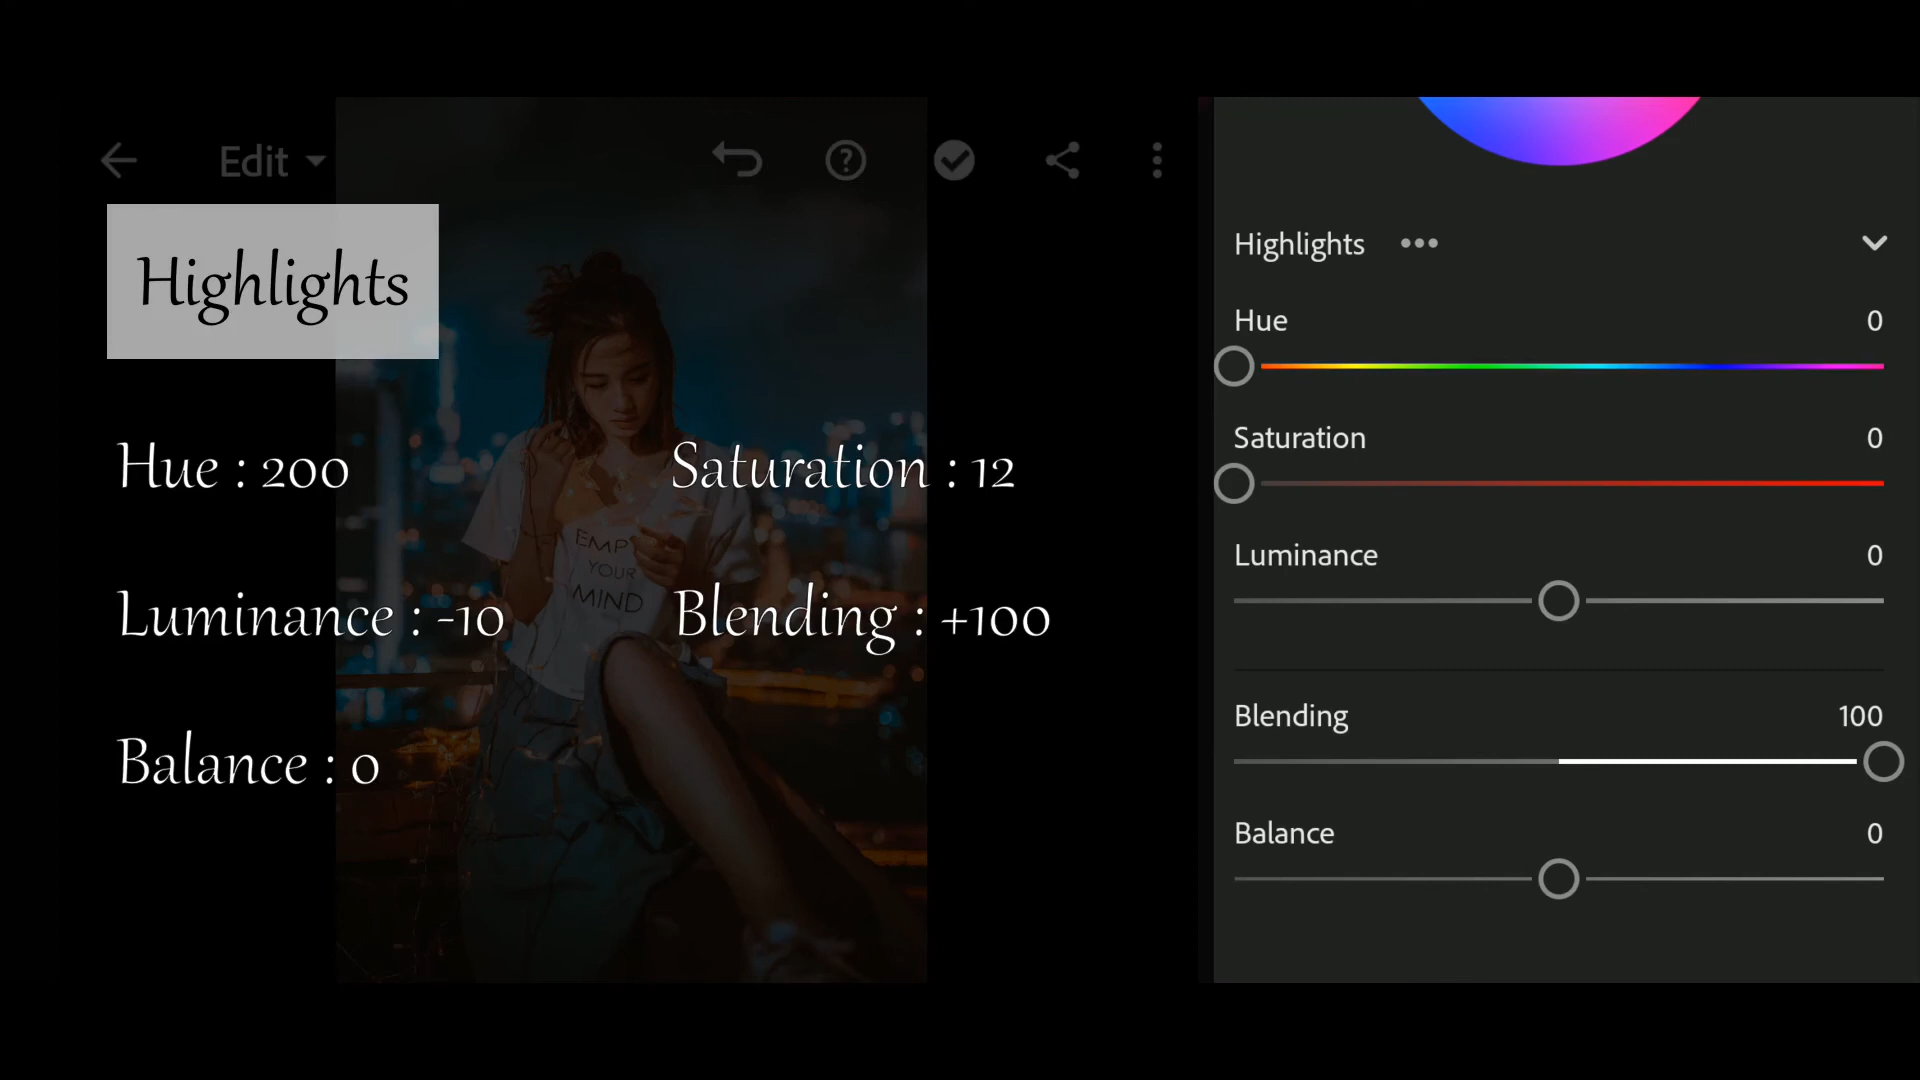 Edit
Highlights
Hue : 200
Saturation : 12
Luminance : -10
Blending : +100
Balance : 0
EMPTY
YOUR
MIND
Highlights
Hue 0
Saturation 0
Luminance 0
Blending 100
Balance 0